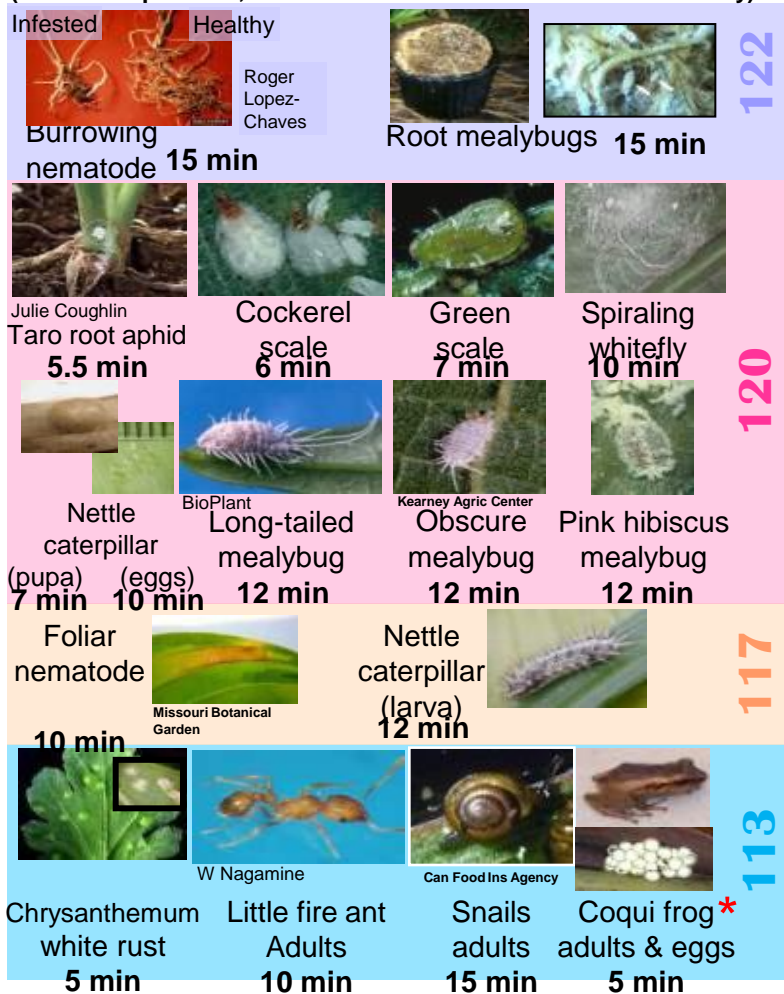 Infested
Healthy
Roger
Lopez-
Chaves
Burrowing
nematode 15 min
Root mealybugs 15 min
122
Julie Coughlin
Taro root aphid
5.5 min
Cockerel
scale
6 min
Green
scale
7 min
Spiraling
whitefly
10 min
120
Nettle
caterpillar
(pupa) (eggs)
7 min 10 min
BioPlant
Long-tailed
mealybug
12 min
Kearney Agric Center
Obscure
mealybug
12 min
Pink hibiscus
mealybug
12 min
Foliar
nematode
10 min
Missouri Botanical
Garden
Nettle
caterpillar
(larva)
12 min
117
Chrysanthemum
white rust
5 min
W Nagamine
Little fire ant
Adults
10 min
Can Food Ins Agency
Snails
adults
15 min
Coqui frog*
adults & eggs
5 min
113